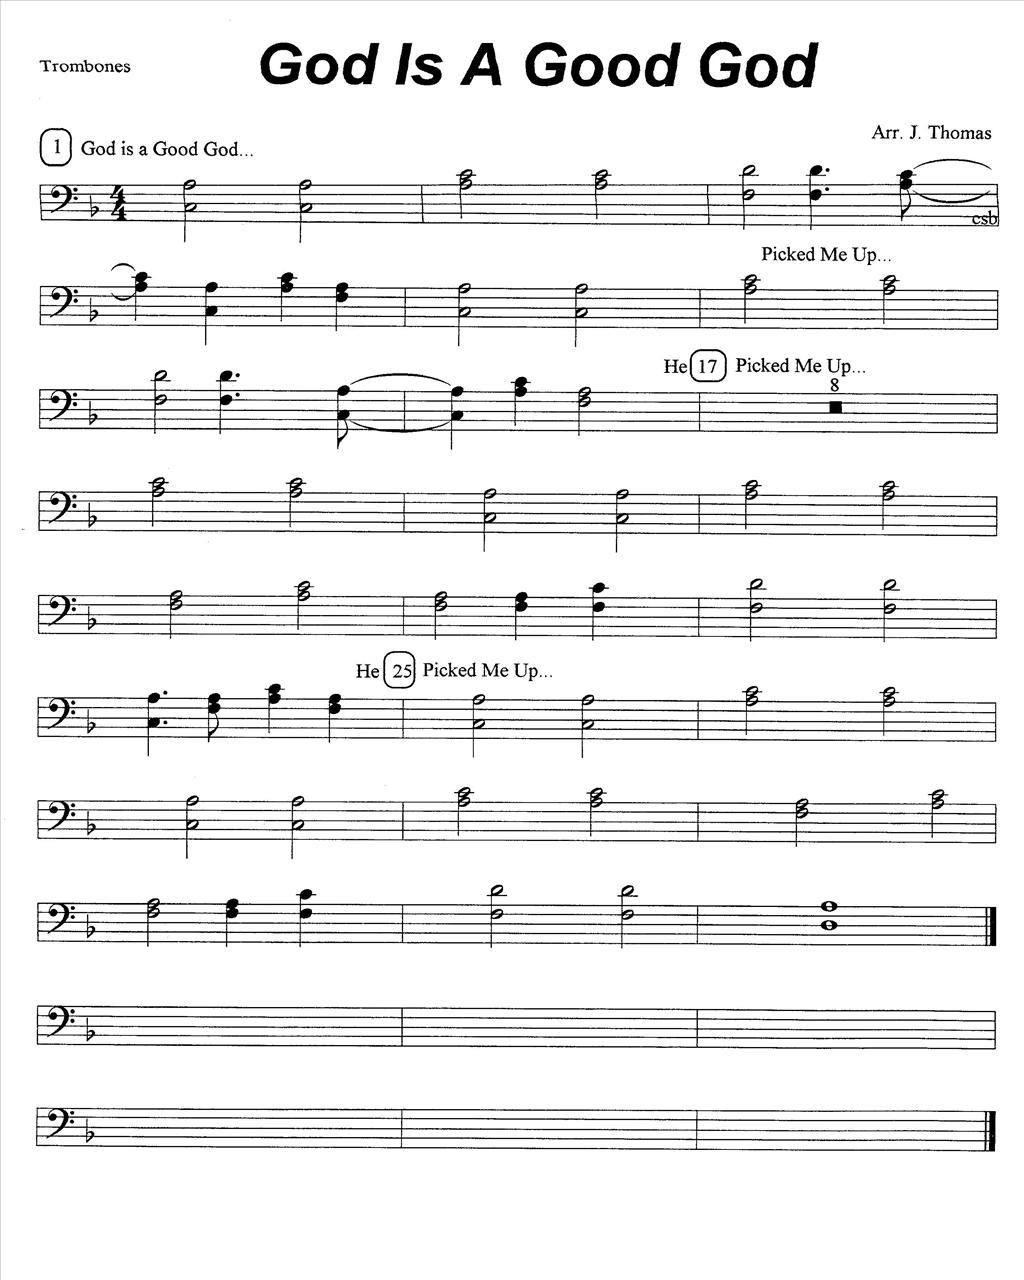 Trombones
God Is A Good God
Arr. J. Thomas
1 God is a Good God...
4
4
csb
Picked Me Up...
He 17 Picked Me Up...
8
He 25 Picked Me Up...